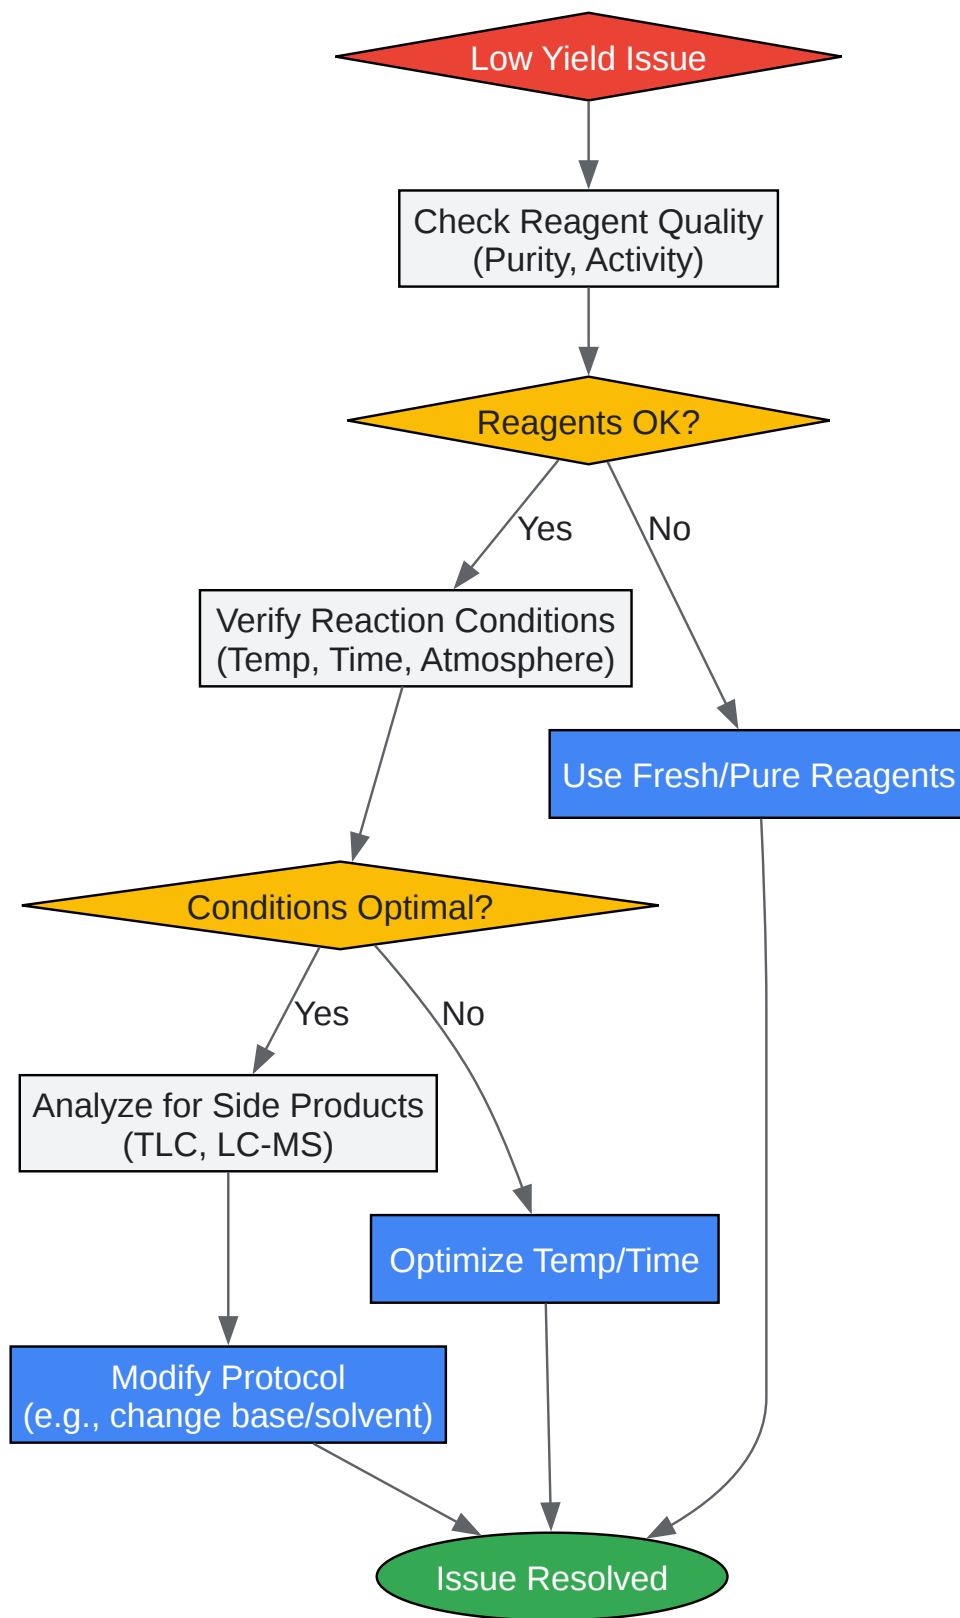 Low Yield Issue
Check Reagent Quality
(Purity, Activity)
Reagents OK?
Yes
No
Verify Reaction Conditions
(Temp, Time, Atmosphere)
Use Fresh/Pure Reagents
Conditions Optimal?
Yes
No
Analyze for Side Products
(TLC, LC-MS)
Optimize Temp/Time
Modify Protocol
(e.g., change base/solvent)
Issue Resolved